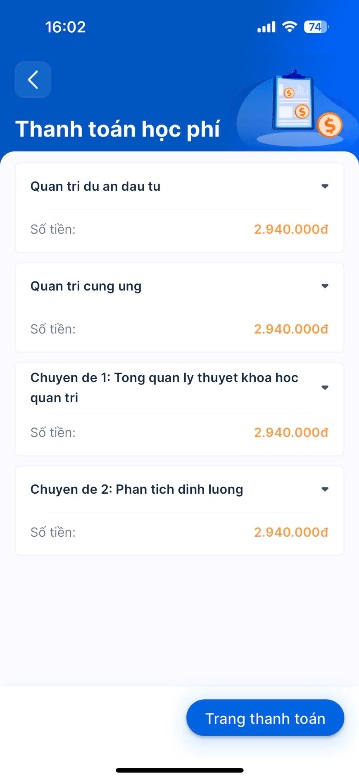 16:02
74
Thanh toán học phí
Quan tri du an dau tu
Số tiền:
2.940.000đ
Quan tri cung ung
Số tiền:
2.940.000đ
Chuyen de 1: Tong quan ly thuyet khoa hoc
quan tri
Số tiền:
2.940.000đ
Chuyen de 2: Phan tich dinh luong
Số tiền:
2.940.000đ
Trang thanh toán